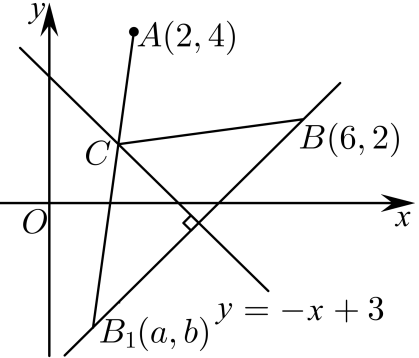 y
A(2, 4)
C
B(6, 2)
O
x
y = −x + 3
B₁(a, b)